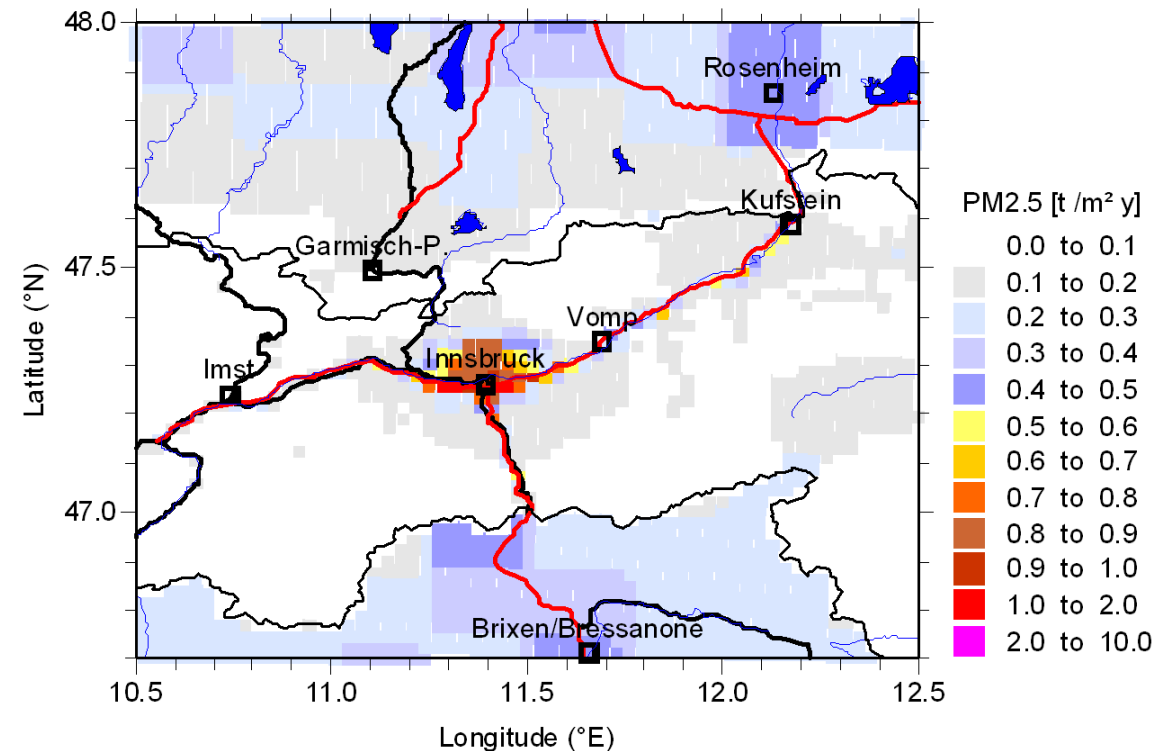 48.0
47.5
47.0
10.5
11.0
11.5
12.0
12.5
Latitude (°N)
Longitude (°E)
Rosenheim
Kufstein
Garmisch-P.
Vomp
Innsbruck
Imst
Brixen/Bressanone
PM2.5 [t /m² y]
0.0 to 0.1
0.1 to 0.2
0.2 to 0.3
0.3 to 0.4
0.4 to 0.5
0.5 to 0.6
0.6 to 0.7
0.7 to 0.8
0.8 to 0.9
0.9 to 1.0
1.0 to 2.0
2.0 to 10.0